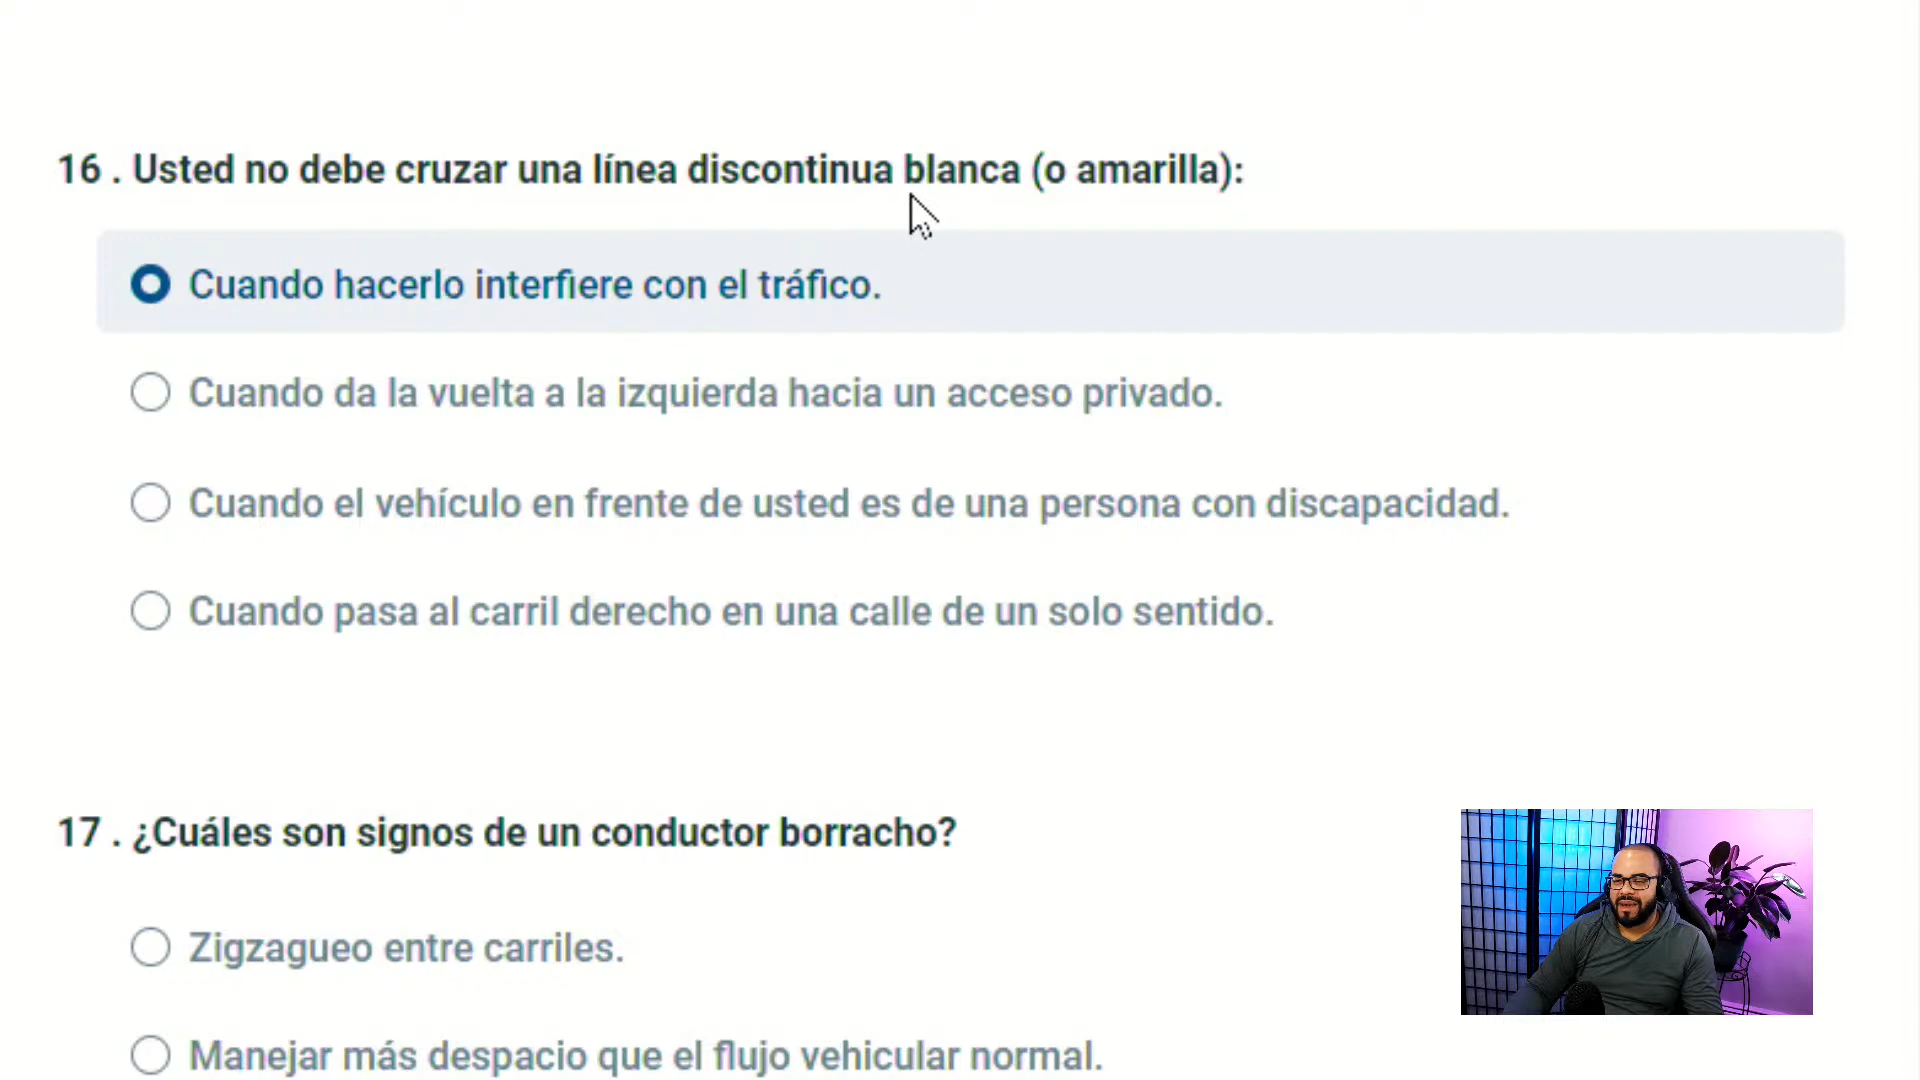 16 . Usted no debe cruzar una línea discontinua blanca (o amarilla):
Cuando hacerlo interfiere con el tráfico.
Cuando da la vuelta a la izquierda hacia un acceso privado.
Cuando el vehículo en frente de usted es de una persona con discapacidad.
Cuando pasa al carril derecho en una calle de un solo sentido.
17 . ¿Cuáles son signos de un conductor borracho?
Zigzagueo entre carriles.
Manejar más despacio que el flujo vehicular normal.